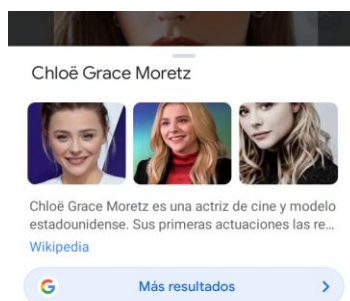 Chloë Grace Moretz
Chloë Grace Moretz es una actriz de cine y modelo
estadounidense. Sus primeras actuaciones las re...
Wikipedia
G
Más resultados